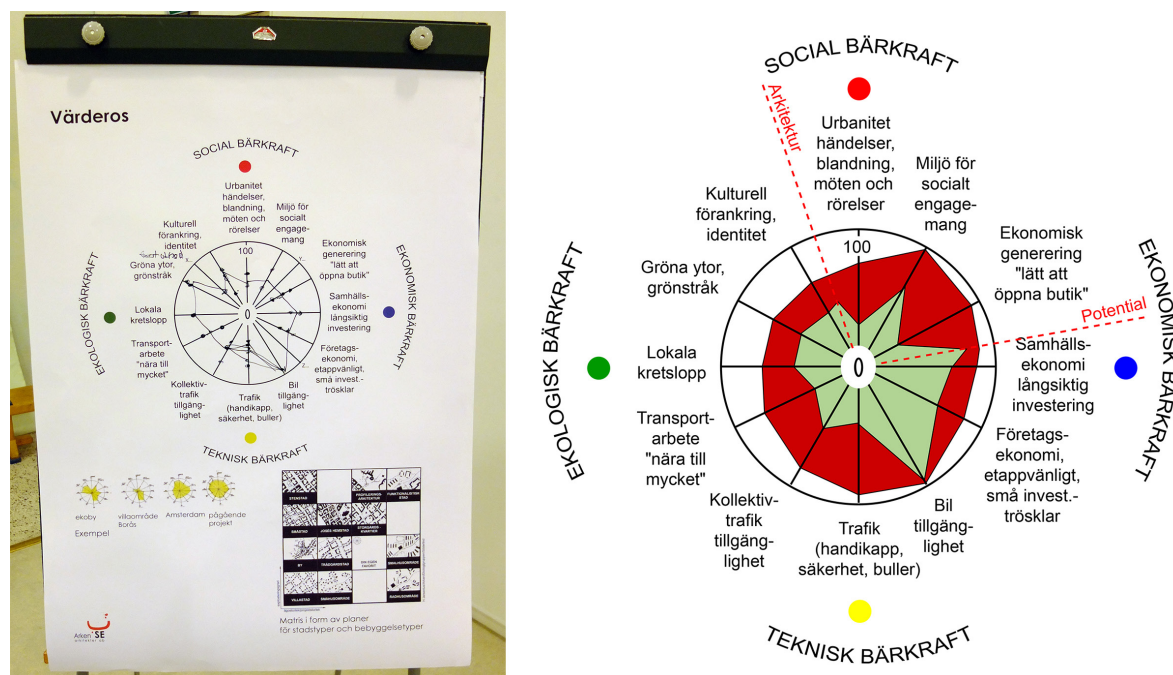 Värderos
SOCIAL BÄRKRAFT
Urbanitet
händelser,
blandning,
möten och
rörelser
Miljö för
socialt
engage-
mang
Kulturell
förankring,
identitet
Ekonomisk
generering
"lätt att
öppna butik"
Gröna ytor,
grönstråk
100
EKOLOGISK BÄRKRAFT
EKONOMISK BÄRKRAFT
Lokala
kretslopp
0
Samhälls-
ekonomi
långsiktig
investering
Transport-
arbete
"nära till
mycket"
Företags-
ekonomi,
etappvänligt,
små invest.-
trösklar
Kollektiv-
trafik
tillgäng-
lighet
Trafik
(handikapp,
säkerhet, buller)
Bil
tillgäng-
lighet
TEKNISK BÄRKRAFT
ekoby
villaområde
Borås
Amsterdam
pågående
projekt
Exempel
STENSTAD
SMÅSTAD
BY
TRÄDGÅRDSSTAD
VILLASTAD
Matris i form av planer
för stadstyper och bebyggelsetyper
Arken SE
SOCIAL BÄRKRAFT
Arkitektur
Urbanitet
händelser,
blandning,
möten och
rörelser
Miljö för
socialt
engage-
mang
Kulturell
förankring,
identitet
Ekonomisk
generering
"lätt att
öppna butik"
Gröna ytor,
grönstråk
100
Potential
EKOLOGISK BÄRKRAFT
EKONOMISK BÄRKRAFT
Lokala
kretslopp
0
Samhälls-
ekonomi
långsiktig
investering
Transport-
arbete
"nära till
mycket"
Företags-
ekonomi,
etappvänligt,
små invest.-
trösklar
Kollektiv-
trafik
tillgäng-
lighet
Trafik
(handikapp,
säkerhet, buller)
Bil
tillgäng-
lighet
TEKNISK BÄRKRAFT